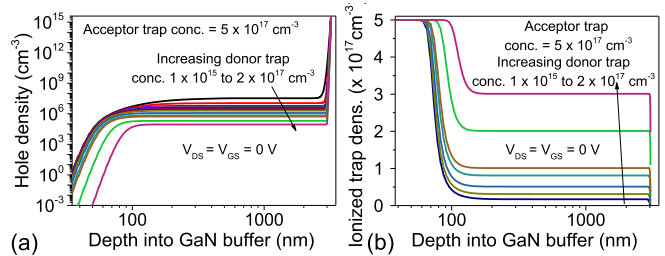 10^15
10^12
10^9
10^6
10^3
10^0
10^-3
Hole density (cm^-3)
Acceptor trap conc. = 5 x 10^17 cm^-3
Increasing donor trap
conc. 1 x 10^15 to 2 x 10^17 cm^-3
V_DS = V_GS = 0 V
100 1000
Depth into GaN buffer (nm)
(a)
Ionized trap dens. (x 10^17 cm^-3
5
4
3
2
1
0
Acceptor trap
conc. = 5 x 10^17 cm^-3
Increasing donor trap
conc. 1 x 10^15 to 2 x 10^17 cm^-3
V_DS = V_GS = 0 V
100 1000
Depth into GaN buffer (nm)
(b)